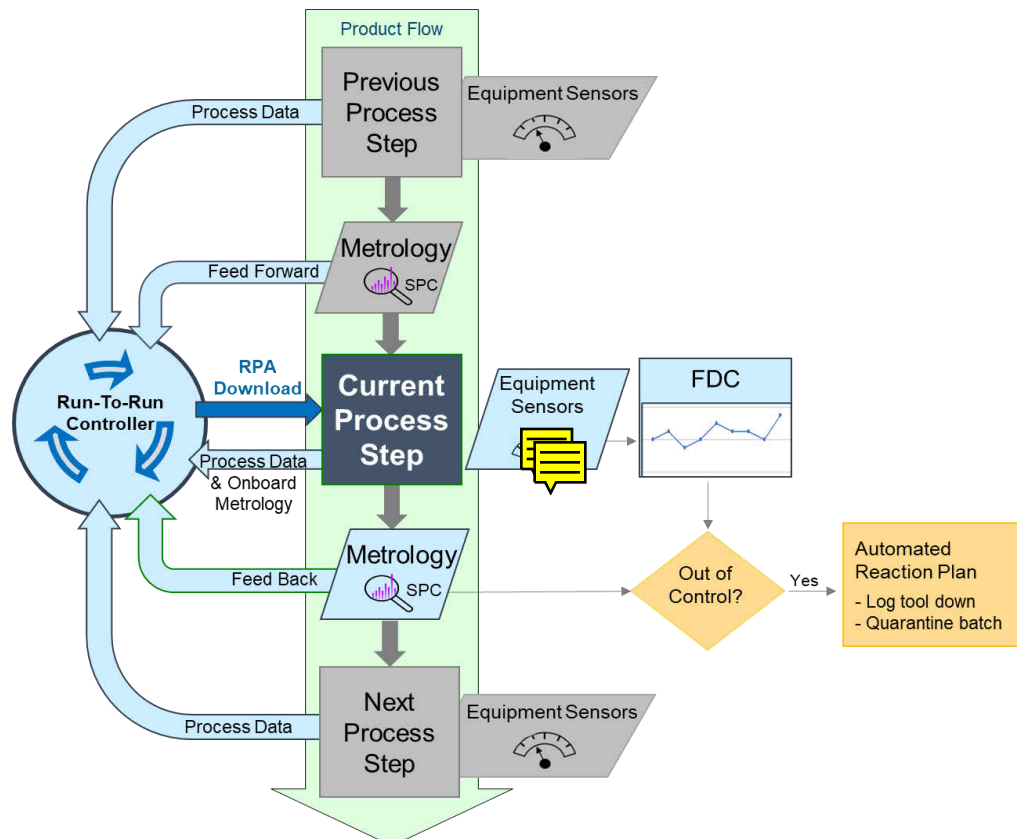 Product Flow
Previous
Process
Step
Equipment Sensors
Process Data
Metrology
SPC
Feed Forward
Run-To-Run
Controller
RPA
Download
Current
Process
Step
Equipment
Sensors
FDC
Process Data
& Onboard
Metrology
Metrology
SPC
Feed Back
Out of
Control?
Yes
Automated
Reaction Plan
- Log tool down
- Quarantine batch
Next
Process
Step
Equipment Sensors
Process Data